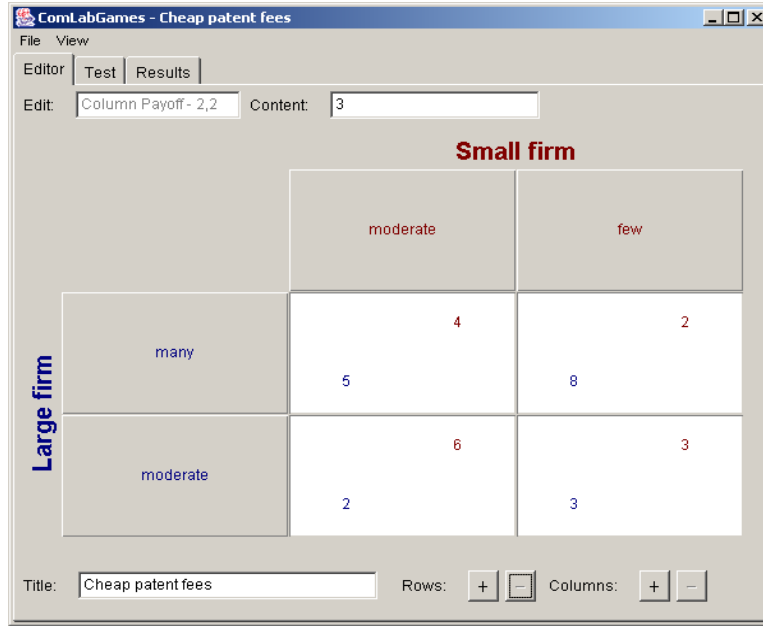 ComLabGames - Cheap patent fees
File View
Editor Test Results
Edit: Column Payoff - 2,2 Content: 3
Small firm
moderate few
4 2
many
5 8
Large firm
6 3
moderate
2 3
Title: Cheap patent fees Rows: + − Columns: + −